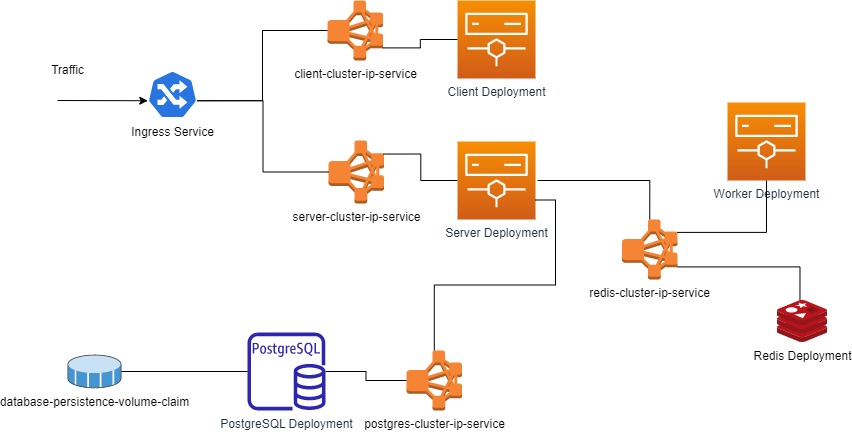 client-cluster-ip-service
Client Deployment
Traffic
Ingress Service
server-cluster-ip-service
Server Deployment
Worker Deployment
redis-cluster-ip-service
Redis Deployment
PostgreSQL
database-persistence-volume-claim
PostgreSQL Deployment
postgres-cluster-ip-service